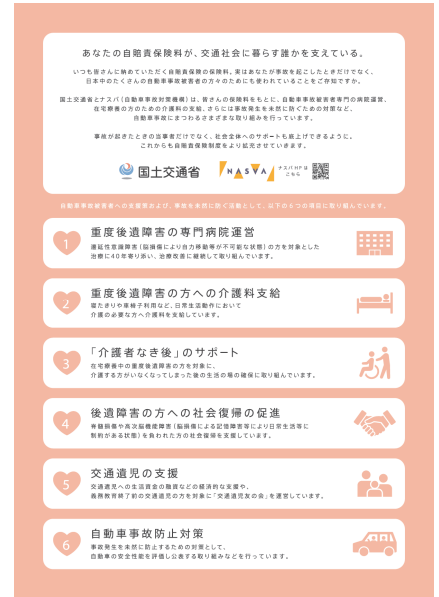 あなたの自賠責保険料が、交通社会に暮らす誰かを支えている。
いつも皆さんに納めていただく自賠責保険の保険料。実はあなたが事故を起こしたときだけでなく、
日本中のたくさんの自動車事故被害者の方々のためにも使われていることをご存知ですか。
国土交通省とナスバ(自動車事故対策機構)は、皆さんの保険料をもとに、自動車事故被害者専門の病院運営、
在宅療養の方のための介護料の支給、さらには事故発生を未然に防ぐための対策など、
自動車事故にまつわるさまざまな取り組みを行っています。
事故が起きたときの当事者だけでなく、社会全体へのサポートも底上げできるように。
これからも自賠責保険制度をより拡充させていきます。
国土交通省
NASVA
ナスバHPは
こちら
自動車事故被害者への支援策および、事故を未然に防ぐ活動として、以下の6つの項目に取り組んでいます。
1
重度後遺障害の専門病院運営
遷延性意識障害(脳損傷により自力移動等が不可能な状態)の方を対象とした
治療に40年寄り添い、治療改善に継続して取り組んでいます。
2
重度後遺障害の方への介護料支給
寝たきりや車椅子利用など、日常生活動作において
介護の必要な方へ介護料を支給しています。
3
「介護者なき後」のサポート
在宅療養中の重度後遺障害の方を対象に、
介護する方がいなくなってしまった後の生活の場の確保に取り組んでいます。
4
後遺障害の方への社会復帰の促進
脊髄損傷や高次脳機能障害(脳損傷による記憶障害等により日常生活等に
制約がある状態)を負われた方の社会復帰を支援しています。
5
交通遺児の支援
交通遺児への生活資金の融資などの経済的な支援や、
義務教育終了前の交通遺児の方を対象に「交通遺児友の会」を運営しています。
6
自動車事故防止対策
事故発生を未然に防止するための対策として、
自動車の安全性能を評価し公表する取り組みなどを行っています。